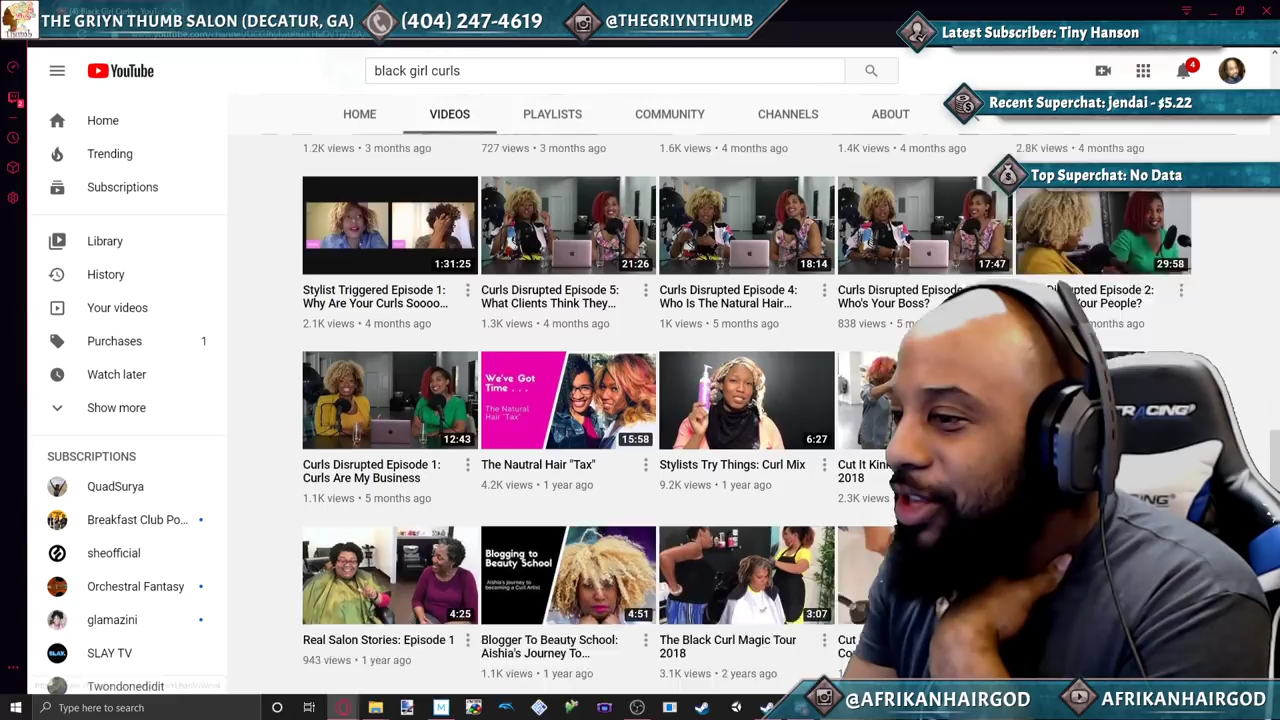 THE GRIYN THUMB SALON (DECATUR, GA)
(404) 247-4619
@THEGRIYNTHUMB
Latest Subscriber: Tiny Hanson
YouTube
black girl curls
4
Recent Superchat: jendai - $5.22
Top Superchat: No Data
HOME
VIDEOS
PLAYLISTS
COMMUNITY
CHANNELS
ABOUT
Home
Trending
Subscriptions
Library
History
Your videos
Purchases 1
Watch later
Show more
SUBSCRIPTIONS
QuadSurya
Breakfast Club Po...
sheofficial
Orchestral Fantasy
glamazini
SLAY TV
Twondonedidit
1.2K views • 3 months ago
727 views • 3 months ago
1.6K views • 4 months ago
1.4K views • 4 months ago
2.8K views • 4 months ago
1:31:25
21:26
18:14
17:47
29:58
Stylist Triggered Episode 1:
Why Are Your Curls Soooo...
2.1K views • 4 months ago
Curls Disrupted Episode 5:
What Clients Think They...
1.3K views • 4 months ago
Curls Disrupted Episode 4:
Who Is The Natural Hair...
1K views • 5 months ago
Curls Disrupted Episode
Who's Your Boss?
838 views • 5
Episode 2:
Your People?
months ago
12:43
We've Got
Time . . .
The Natural
Hair "Tax"
15:58
6:27
Curls Disrupted Episode 1:
Curls Are My Business
1.1K views • 5 months ago
The Nautral Hair "Tax"
4.2K views • 1 year ago
Stylists Try Things: Curl Mix
9.2K views • 1 year ago
Cut It
2018
2.3K
4:25
Blogging to
Beauty School
Aishia's journey to
becoming a Curl Artist
4:51
3:07
Real Salon Stories: Episode 1
943 views • 1 year ago
Blogger To Beauty School:
Aishia's Journey To...
1.1K views • 1 year ago
The Black Curl Magic Tour
2018
3.1K views • 2 years ago
Cut
RACING
Type here to search
@AFRIKANHAIRGOD
AFRIKANHAIRGOD